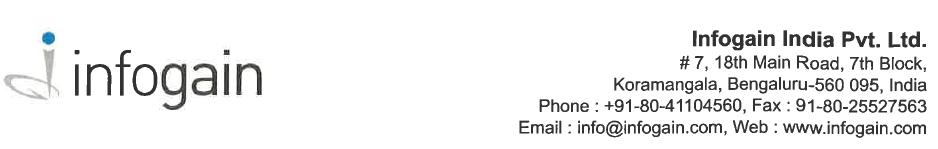 infogain
Infogain India Pvt. Ltd.
# 7, 18th Main Road, 7th Block,
Koramangala, Bengaluru-560 095, India
Phone : +91-80-41104560, Fax : 91-80-25527563
Email : info@infogain.com, Web : www.infogain.com